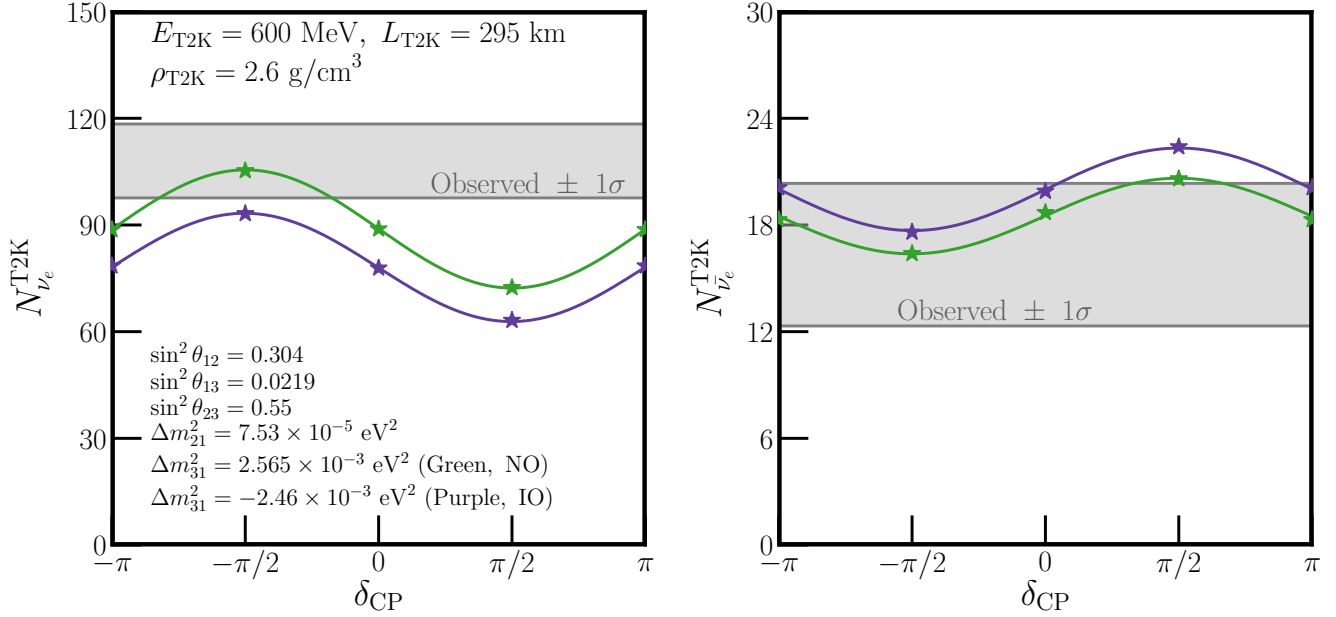 E_T2K = 600 MeV, L_T2K = 295 km
ρ_T2K = 2.6 g/cm³
Observed ± 1σ
sin² θ₁₂ = 0.304
sin² θ₁₃ = 0.0219
sin² θ₂₃ = 0.55
Δm²₂₁ = 7.53 × 10⁻⁵ eV²
Δm²₃₁ = 2.565 × 10⁻³ eV² (Green, NO)
Δm²₃₁ = −2.46 × 10⁻³ eV² (Purple, IO)
150
120
90
60
30
0
N^T2K_νₑ
−π −π/2 0 π/2 π
δ_CP
30
24
18
12
6
0
N^T2K_ν̄ₑ
Observed ± 1σ
−π −π/2 0 π/2 π
δ_CP